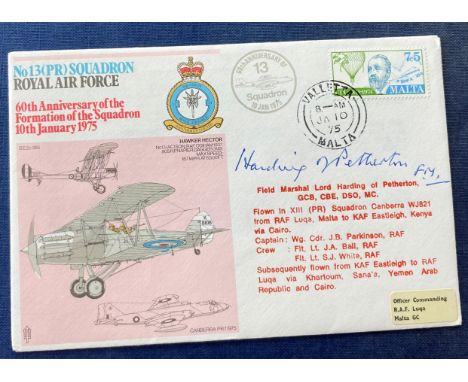 No13(PR) SQUADRON
ROYAL AIR FORCE
60th Anniversary of the
Formation of the Squadron
10th January 1975
60th ANNIVERSARY OF
13
Squadron
10 JAN 1975
75
MALTA
VALLETTA
8-AM
JA 10
75
MALTA
HAWKER HECTOR
Harding of Petherton
F.M.
Field Marshal Lord Harding of Petherton,
GCB, CBE, DSO, MC.
Flown in XIII (PR) Squadron Canberra WJ821
from RAF Luqa, Malta to KAF Eastleigh, Kenya
via Cairo.
Captain: Wg. Cdr. J.B. Parkinson, RAF
Crew : Flt. Lt. J.A. Ball, RAF
Flt. Lt. S.J. White, RAF
Subsequently flown from KAF Eastleigh to RAF
Luqa via Khartoum, Sana'a, Yemen Arab
Republic and Cairo.
CANBERRA PR7 1975
Officer Commanding
R.A.F. Luqa
Malta GC